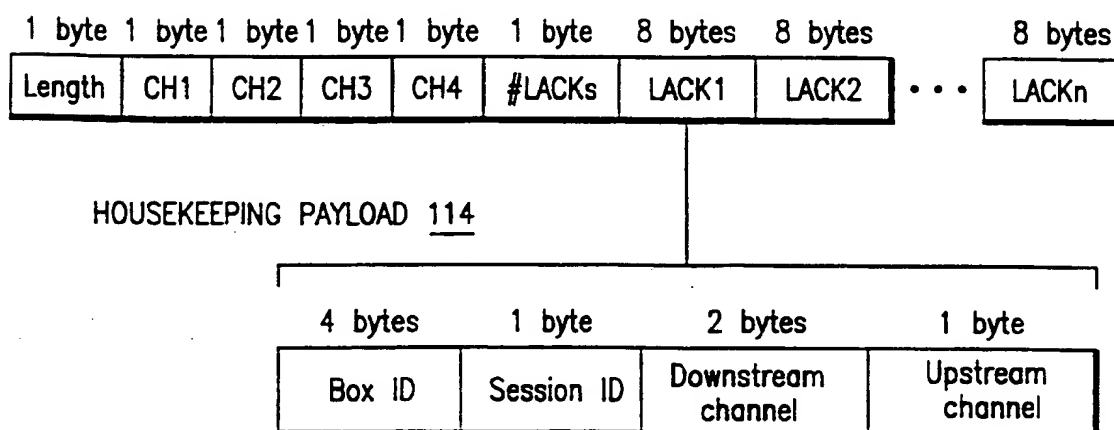 1 byte 1 byte 1 byte 1 byte 1 byte 1 byte 8 bytes 8 bytes 8 bytes
Length CH1 CH2 CH3 CH4 #LACKs LACK1 LACK2 • • • LACKn
HOUSEKEEPING PAYLOAD 114
4 bytes 1 byte 2 bytes 1 byte
Box ID Session ID Downstream channel Upstream channel